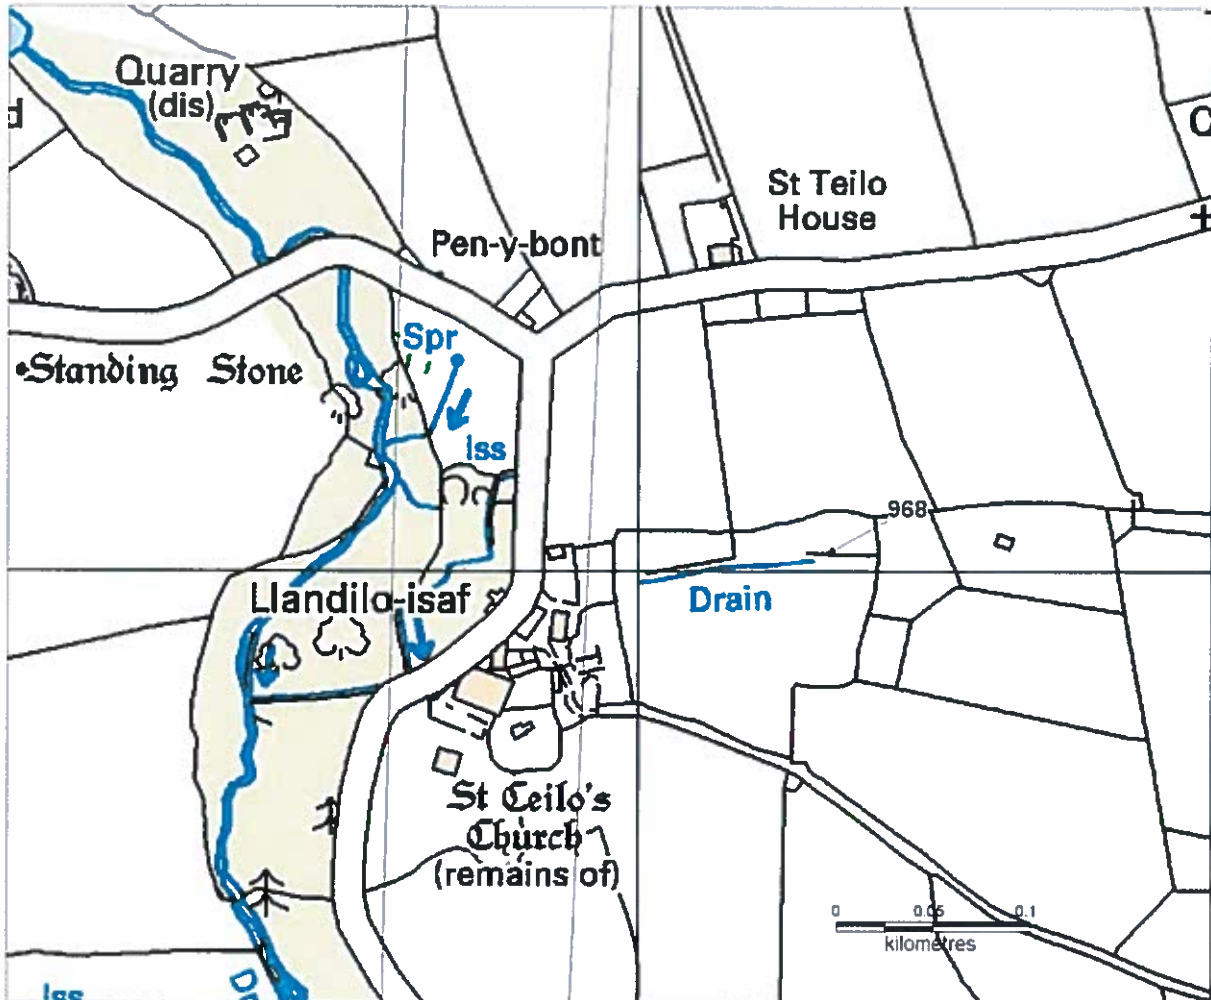 Quarry
(dis)
d
C
St Teilo
House
Pen-y-bont
Spr
Standing Stone
Iss
968
Llandilo-isaf
Drain
St Teilo's
Church
(remains of)
0 0.05 0.1
kilometres
Iss
Dr